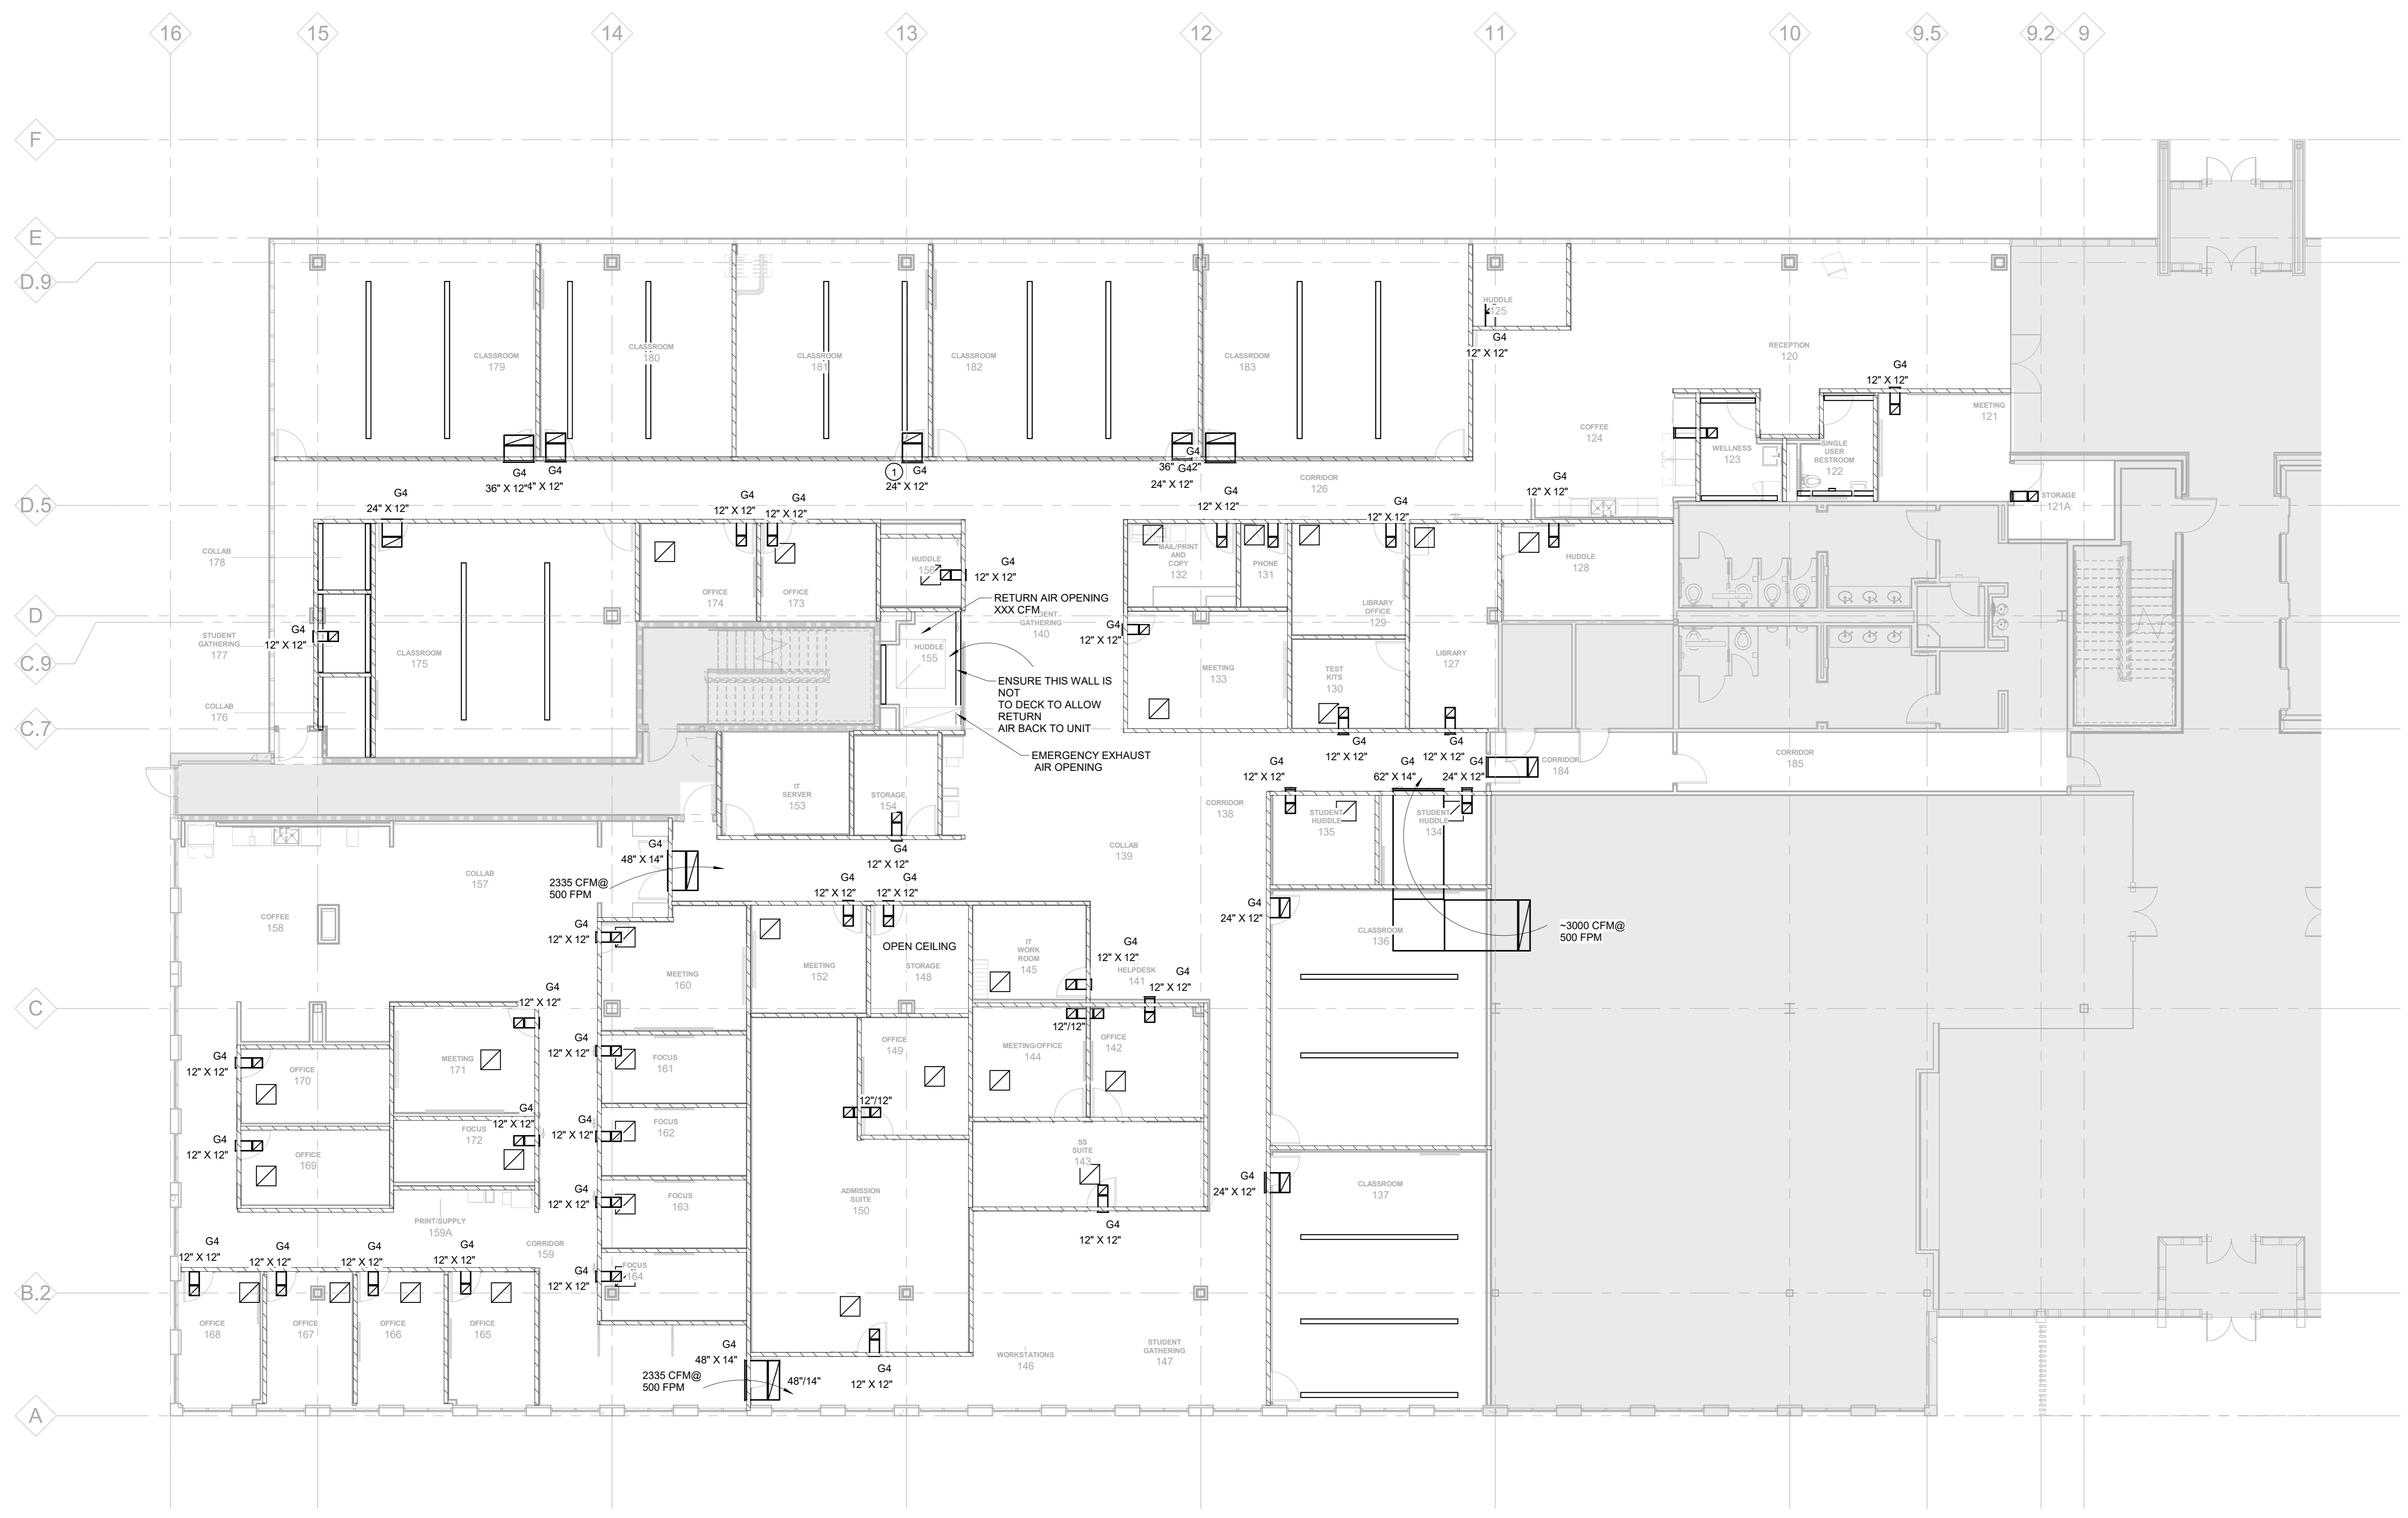 16
15
14
13
12
11
10
9.5
9.2
9
F
E
D.9
D.5
D
C.9
C.7
C
B.2
A
HUDDLE
125
G4
12" X 12"
CLASSROOM
179
CLASSROOM
180
CLASSROOM
181
CLASSROOM
182
CLASSROOM
183
RECEPTION
120
G4
12" X 12"
MEETING
121
COFFEE
124
WELLNESS
123
SINGLE
USER
RESTROOM
122
STORAGE
121A
G4
36" X 12"
G4
4" X 12"
1
G4
24" X 12"
G4
36" 2"
G4
24" X 12"
CORRIDOR
126
G4
12" X 12"
G4
24" X 12"
G4
12" X 12"
G4
12" X 12"
G4
12" X 12"
G4
12" X 12"
COLLAB
178
OFFICE
174
OFFICE
173
HUDDLE
156
G4
12" X 12"
MAIL/PRINT
AND
COPY
132
PHONE
131
HUDDLE
128
RETURN AIR OPENING
XXX CFM
DENT
GATHERING
140
LIBRARY
OFFICE
129
STUDENT
GATHERING
177
G4
12" X 12"
CLASSROOM
175
HUDDLE
155
G4
12" X 12"
MEETING
133
TEST
KITS
130
LIBRARY
127
ENSURE THIS WALL IS
NOT
TO DECK TO ALLOW
RETURN
AIR BACK TO UNIT
COLLAB
176
EMERGENCY EXHAUST
AIR OPENING
G4
12" X 12"
G4
12" X 12"
G4
12" X 12"
G4
62" X 14"
G4
24" X 12"
CORRIDOR
184
CORRIDOR
185
IT
SERVER
153
STORAGE
154
CORRIDOR
138
STUDENT
HUDDLE
135
STUDENT
HUDDLE
134
G4
48" X 14"
G4
12" X 12"
COLLAB
139
COLLAB
157
2335 CFM@
500 FPM
G4
12" X 12"
G4
12" X 12"
G4
24" X 12"
COFFEE
158
G4
12" X 12"
CLASSROOM
136
~3000 CFM@
500 FPM
OPEN CEILING
MEETING
160
MEETING
152
STORAGE
148
IT
WORK
ROOM
145
G4
12" X 12"
HELPDESK
141
G4
12" X 12"
G4
12" X 12"
12"/12"
G4
12" X 12"
OFFICE
170
MEETING
171
G4
12" X 12"
FOCUS
161
OFFICE
149
MEETING/OFFICE
144
OFFICE
142
12"/12"
G4
12" X 12"
FOCUS
172
G4
12" X 12"
FOCUS
162
G4
12" X 12"
OFFICE
169
SS
SUITE
143
G4
12" X 12"
FOCUS
163
ADMISSION
SUITE
150
G4
24" X 12"
CLASSROOM
137
PRINT/SUPPLY
159A
CORRIDOR
159
G4
12" X 12"
G4
12" X 12"
G4
12" X 12"
G4
12" X 12"
G4
12" X 12"
G4
12" X 12"
FOCUS
164
OFFICE
168
OFFICE
167
OFFICE
166
OFFICE
165
G4
48" X 14"
2335 CFM@
500 FPM
48"/14"
G4
12" X 12"
WORKSTATIONS
146
STUDENT
GATHERING
147